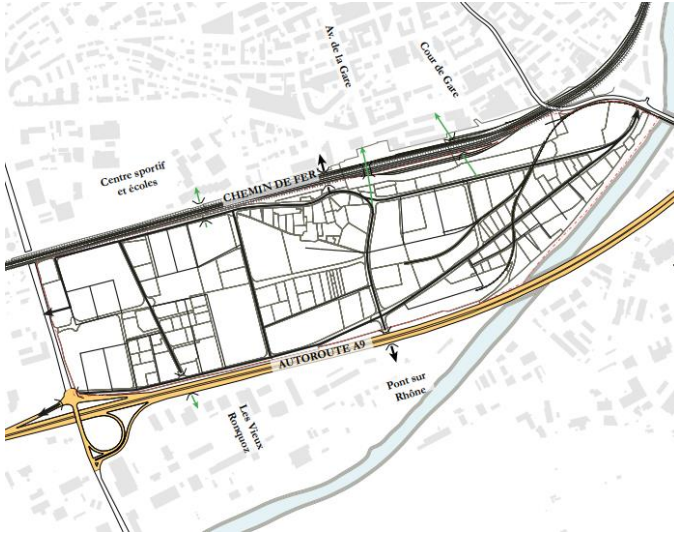 Av. de la Gare
Cour de Gare
Centre sportif
et écoles
CHEMIN DE FER
AUTOROUTE A9
Pont sur
Rhône
Les Vieux
Ronquoz